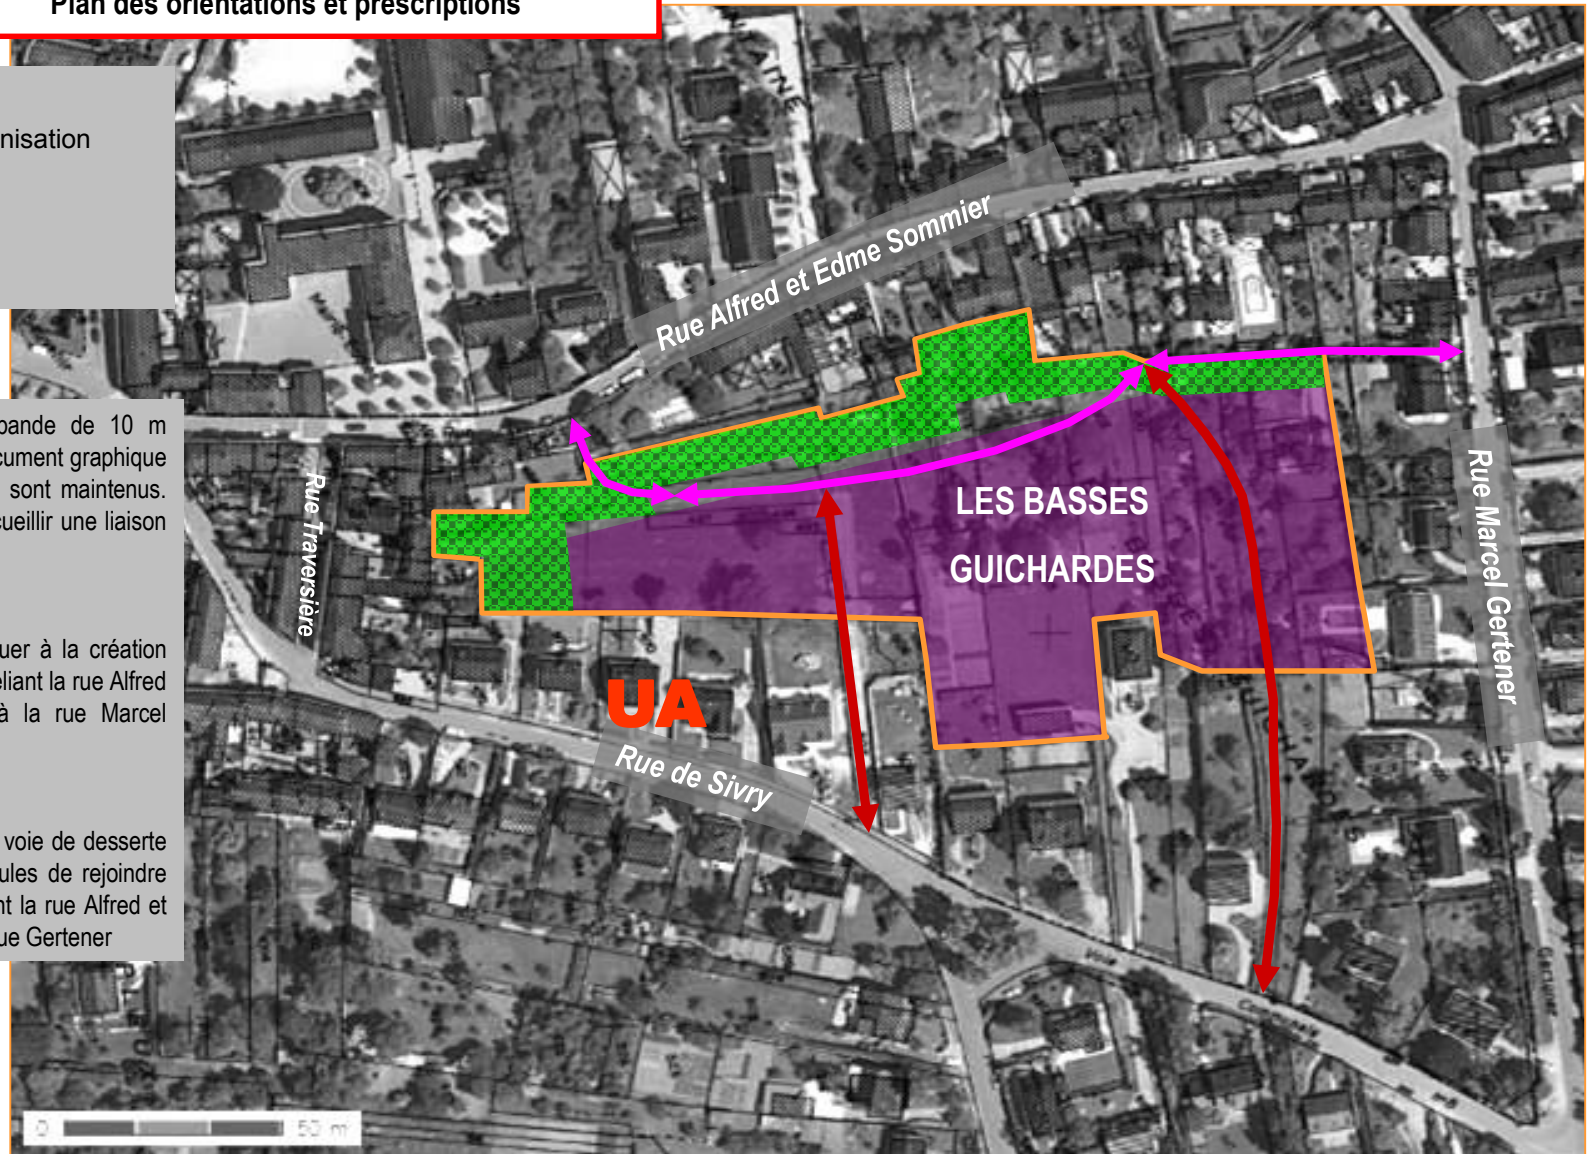 Plan des orientations et prescriptions
nisation
bande de 10 m
cument graphique
sont maintenus.
cueillir une liaison
uer à la création
eliant la rue Alfred
à la rue Marcel
voie de desserte
ules de rejoindre
nt la rue Alfred et
ue Gertener
AINE
Rue Alfred et Edme Sommier
Rue Traversière
LES BASSES
GUICHARDES
Rue Marcel Gertener
UA
Rue de Sivry
0 50 m